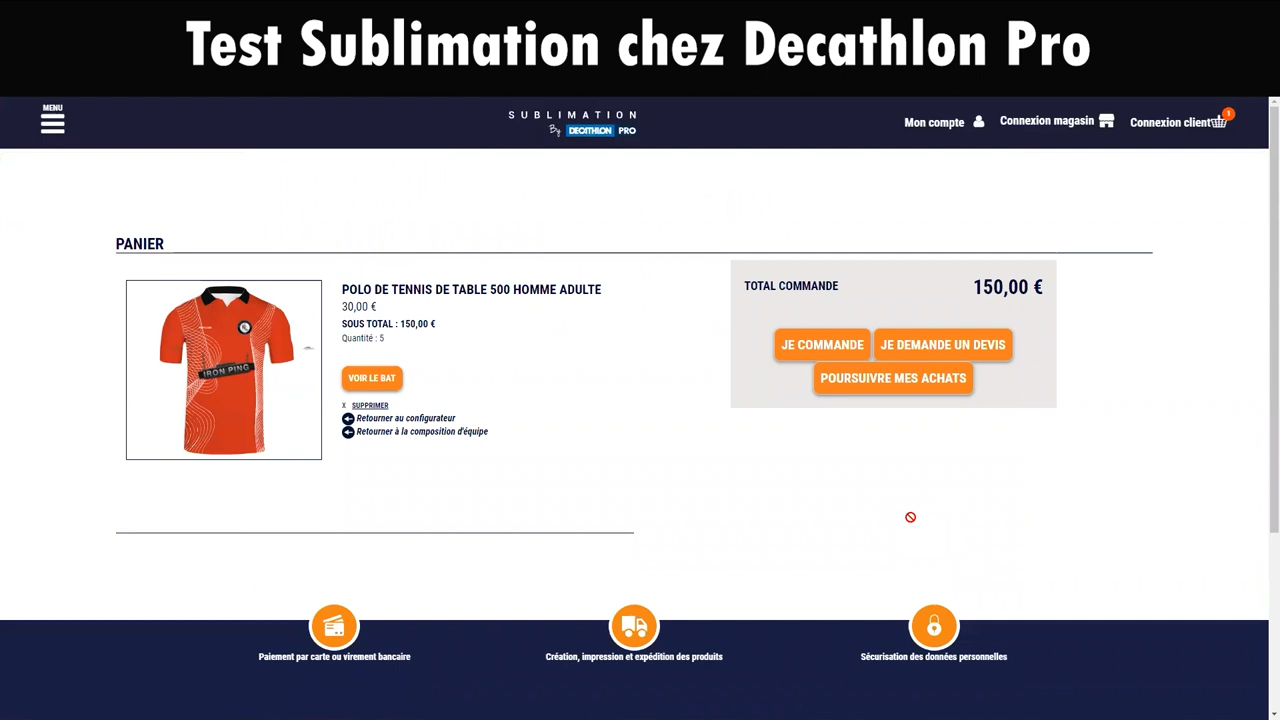 Test Sublimation chez Decathlon Pro
MENU
SUBLIMATION
By DECATHLON PRO
Mon compte
Connexion magasin
Connexion client
1
PANIER
IRON PING
POLO DE TENNIS DE TABLE 500 HOMME ADULTE
30,00 €
SOUS TOTAL : 150,00 €
Quantité : 5
VOIR LE BAT
X SUPPRIMER
Retourner au configurateur
Retourner à la composition d'équipe
TOTAL COMMANDE 150,00 €
JE COMMANDE
JE DEMANDE UN DEVIS
POURSUIVRE MES ACHATS
Paiement par carte ou virement bancaire
Création, impression et expédition des produits
Sécurisation des données personnelles